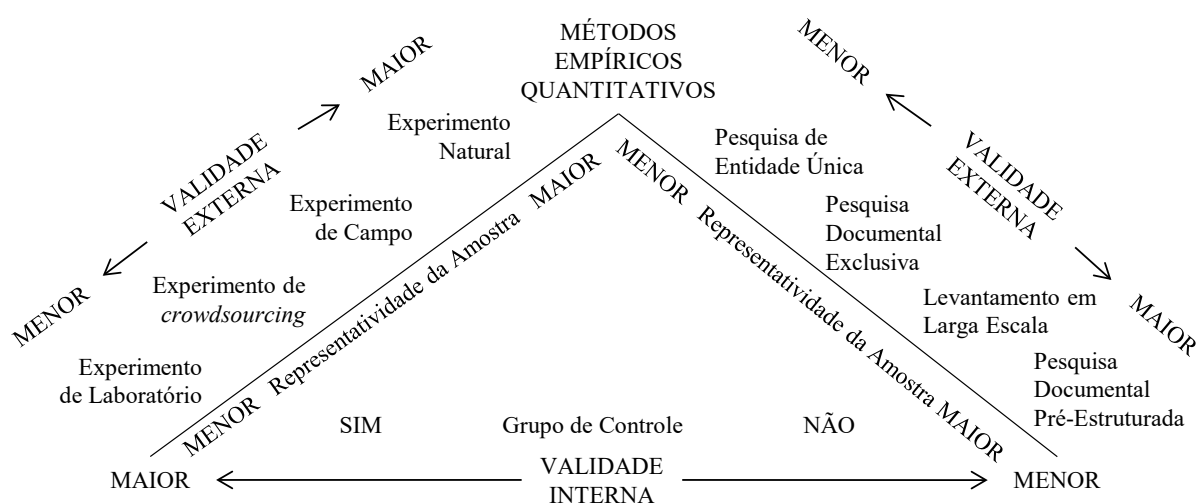 MÉTODOS
EMPÍRICOS
QUANTITATIVOS
MAIOR
VALIDADE
EXTERNA
MENOR
Experimento
Natural
Experimento
de Campo
Experimento de
crowdsourcing
Experimento
de Laboratório
MENOR Representatividade da Amostra MAIOR
MENOR
VALIDADE
EXTERNA
MAIOR
Pesquisa de
Entidade Única
Pesquisa
Documental
Exclusiva
Levantamento em
Larga Escala
Pesquisa
Documental
Pré-Estruturada
MENOR Representatividade da Amostra MAIOR
SIM Grupo de Controle NÃO
MAIOR VALIDADE MENOR
INTERNA